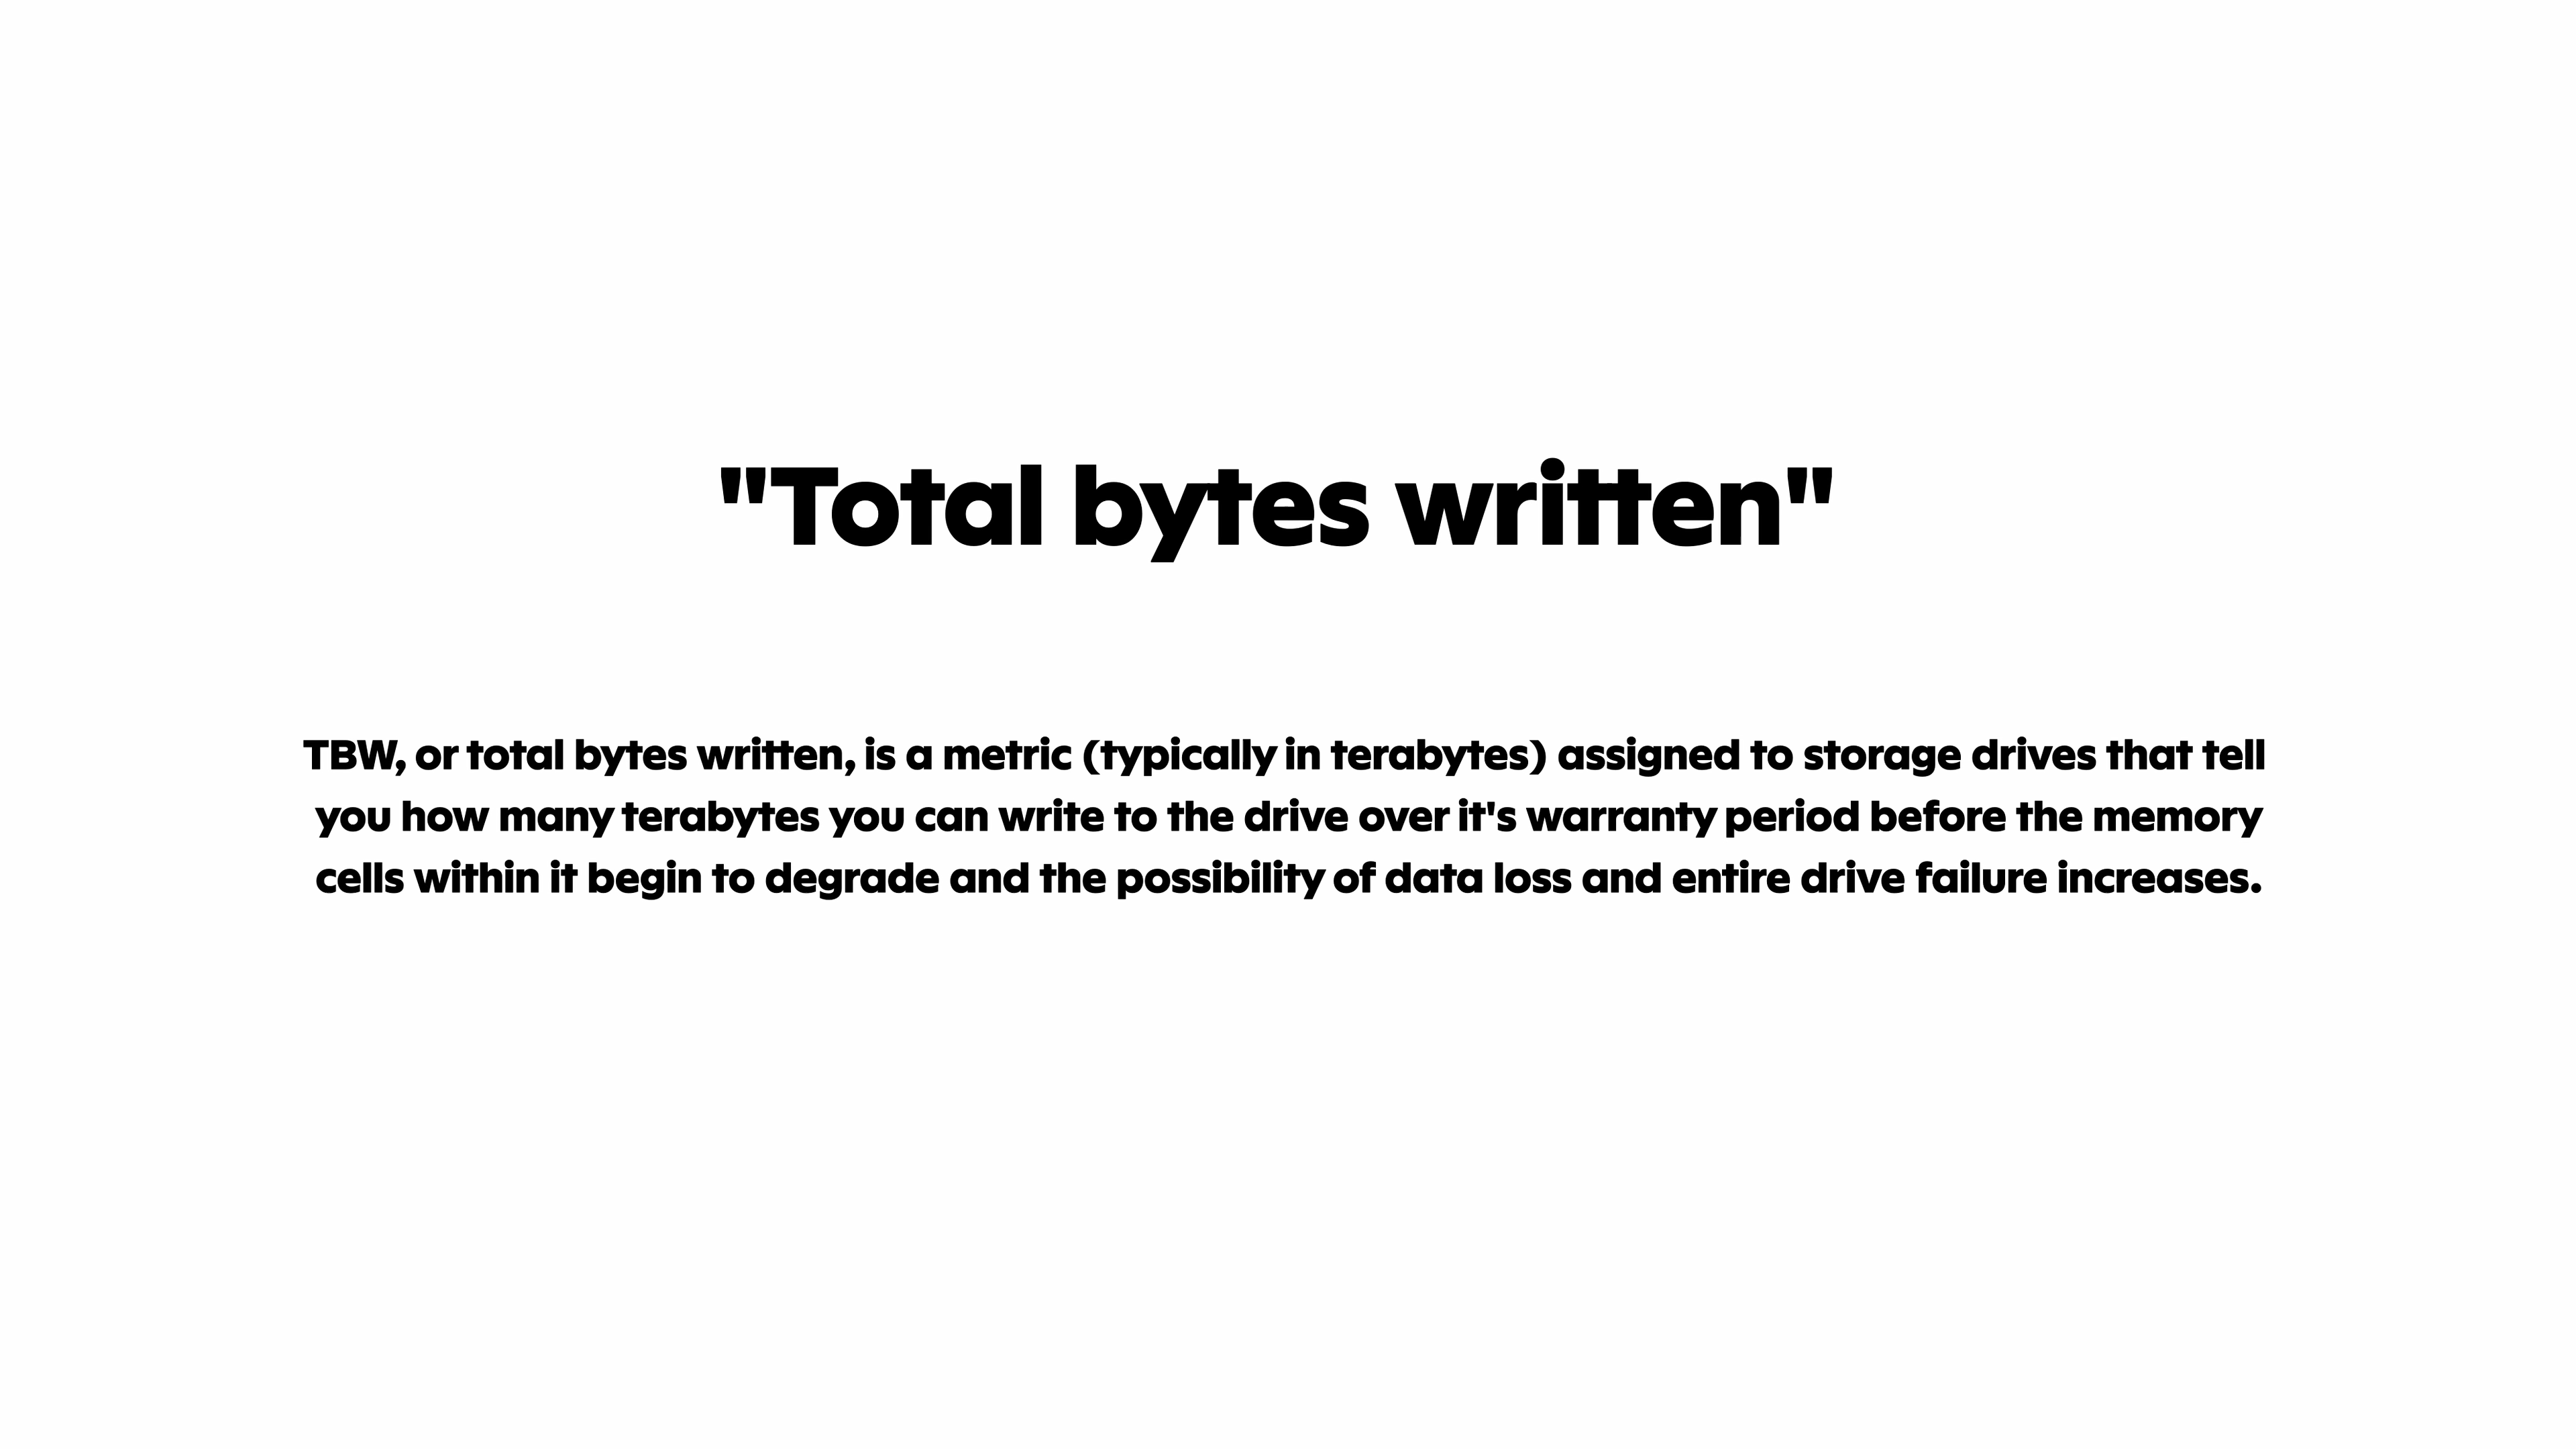 "Total bytes written"
TBW, or total bytes written, is a metric (typically in terabytes) assigned to storage drives that tell
you how many terabytes you can write to the drive over it's warranty period before the memory
cells within it begin to degrade and the possibility of data loss and entire drive failure increases.